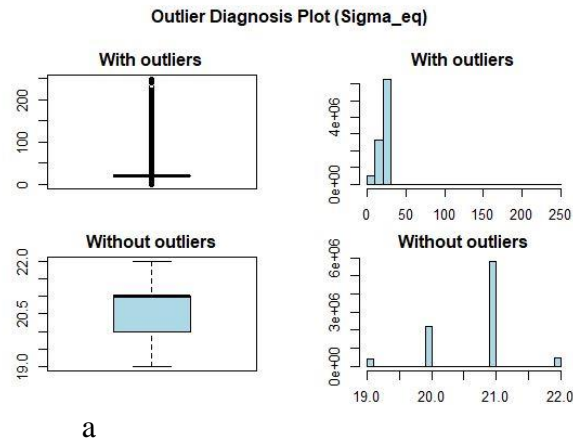 Outlier Diagnosis Plot (Sigma_eq)
With outliers
With outliers
0 100 200
0e+00 4e+06
0 50 100 150 200 250
Without outliers
Without outliers
19.0 20.5 22.0
0e+00 3e+06 6e+06
19.0 20.0 21.0 22.0
a